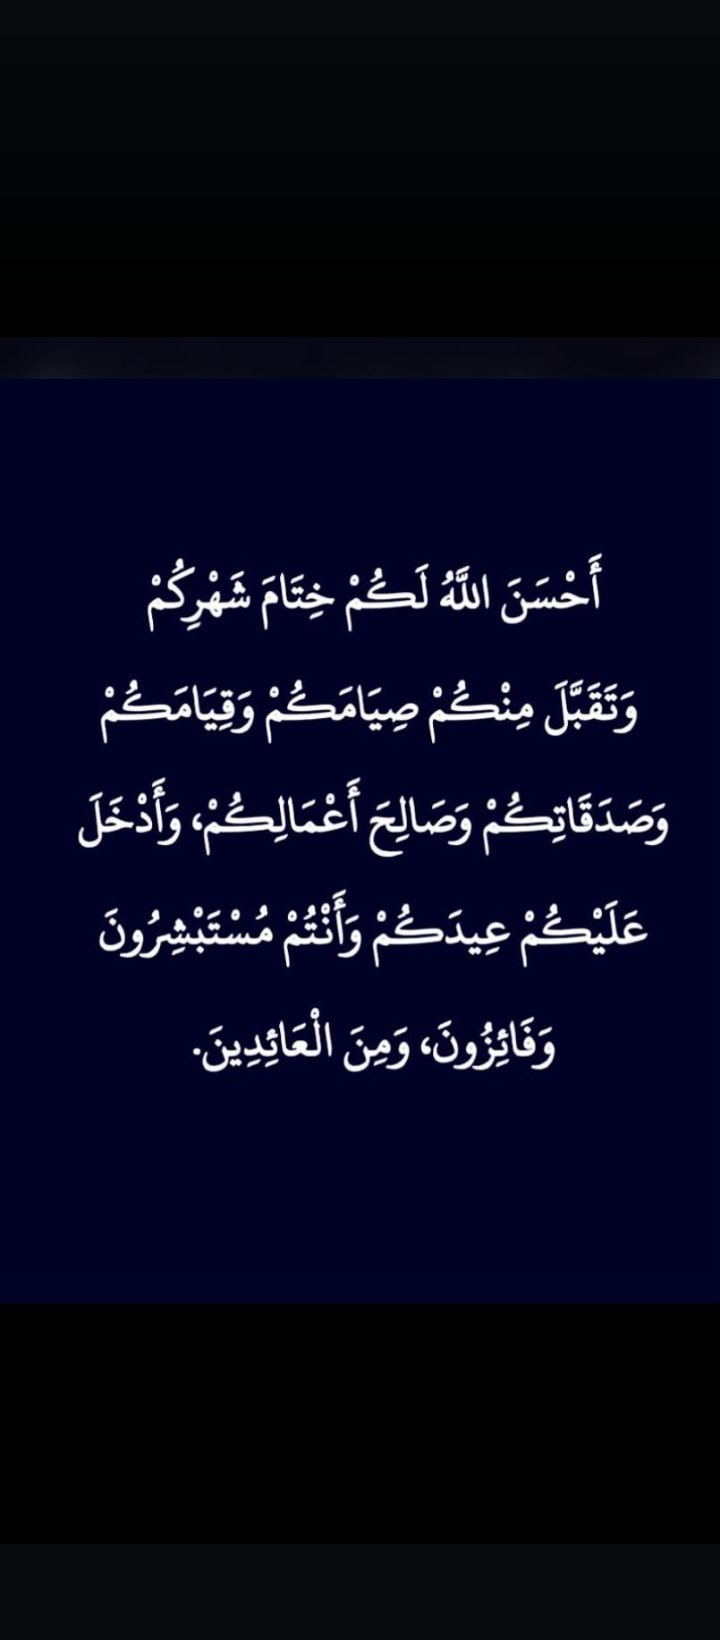 أَحْسَنَ اللَّهُ لَكُمْ خِتَامَ شَهْرِكُمْ
وَتَقَبَّلَ مِنْكُمْ صِيَامَكُمْ وَقِيَامَكُمْ
وَصَدَقَاتِكُمْ وَصَالِحَ أَعْمَالِكُمْ، وَأَدْخَلَ
عَلَيْكُمْ عِيدَكُمْ وَأَنْتُمْ مُسْتَبْشِرُونَ
وَفَائِزُونَ، وَمِنَ الْعَائِدِينَ.